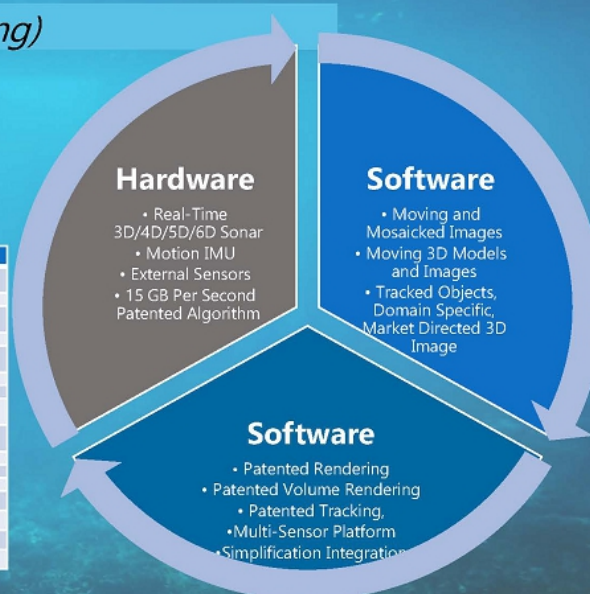 ng)
Hardware
• Real-Time
3D/4D/5D/6D Sonar
• Motion IMU
• External Sensors
• 15 GB Per Second
Patented Algorithm
Software
• Moving and
Mosaicked Images
• Moving 3D Models
and Images
• Tracked Objects,
Domain Specific,
Market Directed 3D
Image
Software
• Patented Rendering
• Patented Volume Rendering
• Patented Tracking,
•Multi-Sensor Platform
•Simplification Integration